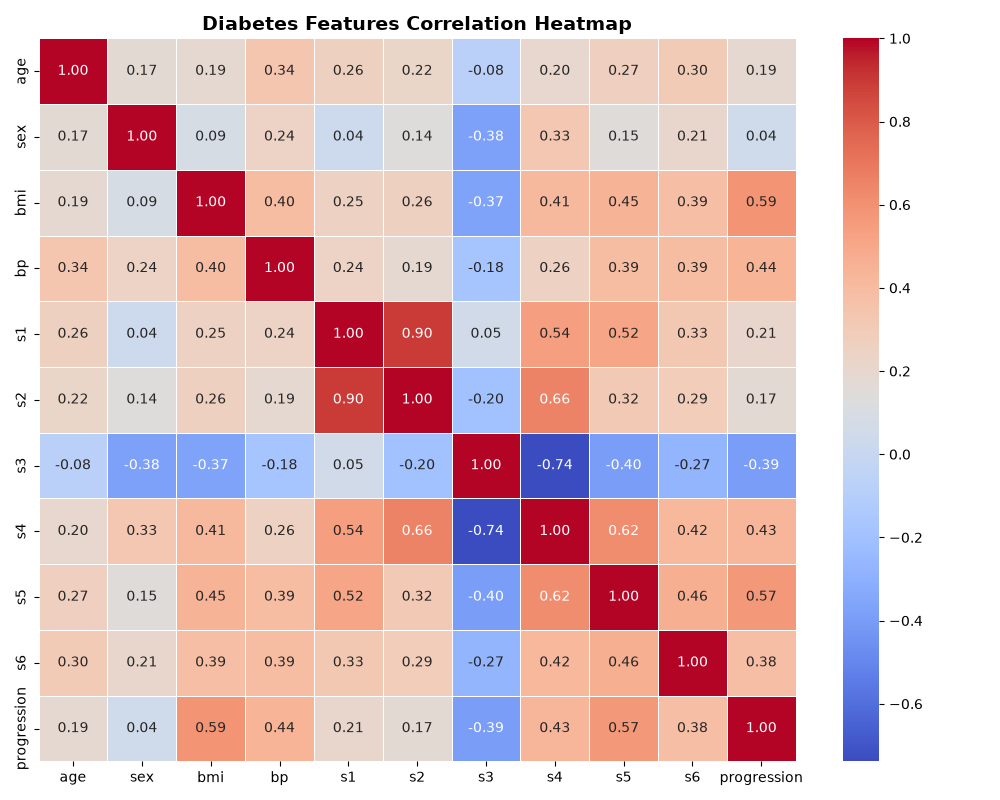 Diabetes Features Correlation Heatmap
age 1.00 0.17 0.19 0.34 0.26 0.22 -0.08 0.20 0.27 0.30 0.19
sex 0.17 1.00 0.09 0.24 0.04 0.14 -0.38 0.33 0.15 0.21 0.04
bmi 0.19 0.09 1.00 0.40 0.25 0.26 -0.37 0.41 0.45 0.39 0.59
bp 0.34 0.24 0.40 1.00 0.24 0.19 -0.18 0.26 0.39 0.39 0.44
s1 0.26 0.04 0.25 0.24 1.00 0.90 0.05 0.54 0.52 0.33 0.21
s2 0.22 0.14 0.26 0.19 0.90 1.00 -0.20 0.66 0.32 0.29 0.17
s3 -0.08 -0.38 -0.37 -0.18 0.05 -0.20 1.00 -0.74 -0.40 -0.27 -0.39
s4 0.20 0.33 0.41 0.26 0.54 0.66 -0.74 1.00 0.62 0.42 0.43
s5 0.27 0.15 0.45 0.39 0.52 0.32 -0.40 0.62 1.00 0.46 0.57
s6 0.30 0.21 0.39 0.39 0.33 0.29 -0.27 0.42 0.46 1.00 0.38
progression 0.19 0.04 0.59 0.44 0.21 0.17 -0.39 0.43 0.57 0.38 1.00
age sex bmi bp s1 s2 s3 s4 s5 s6 progression
1.0
0.8
0.6
0.4
0.2
0.0
−0.2
−0.4
−0.6